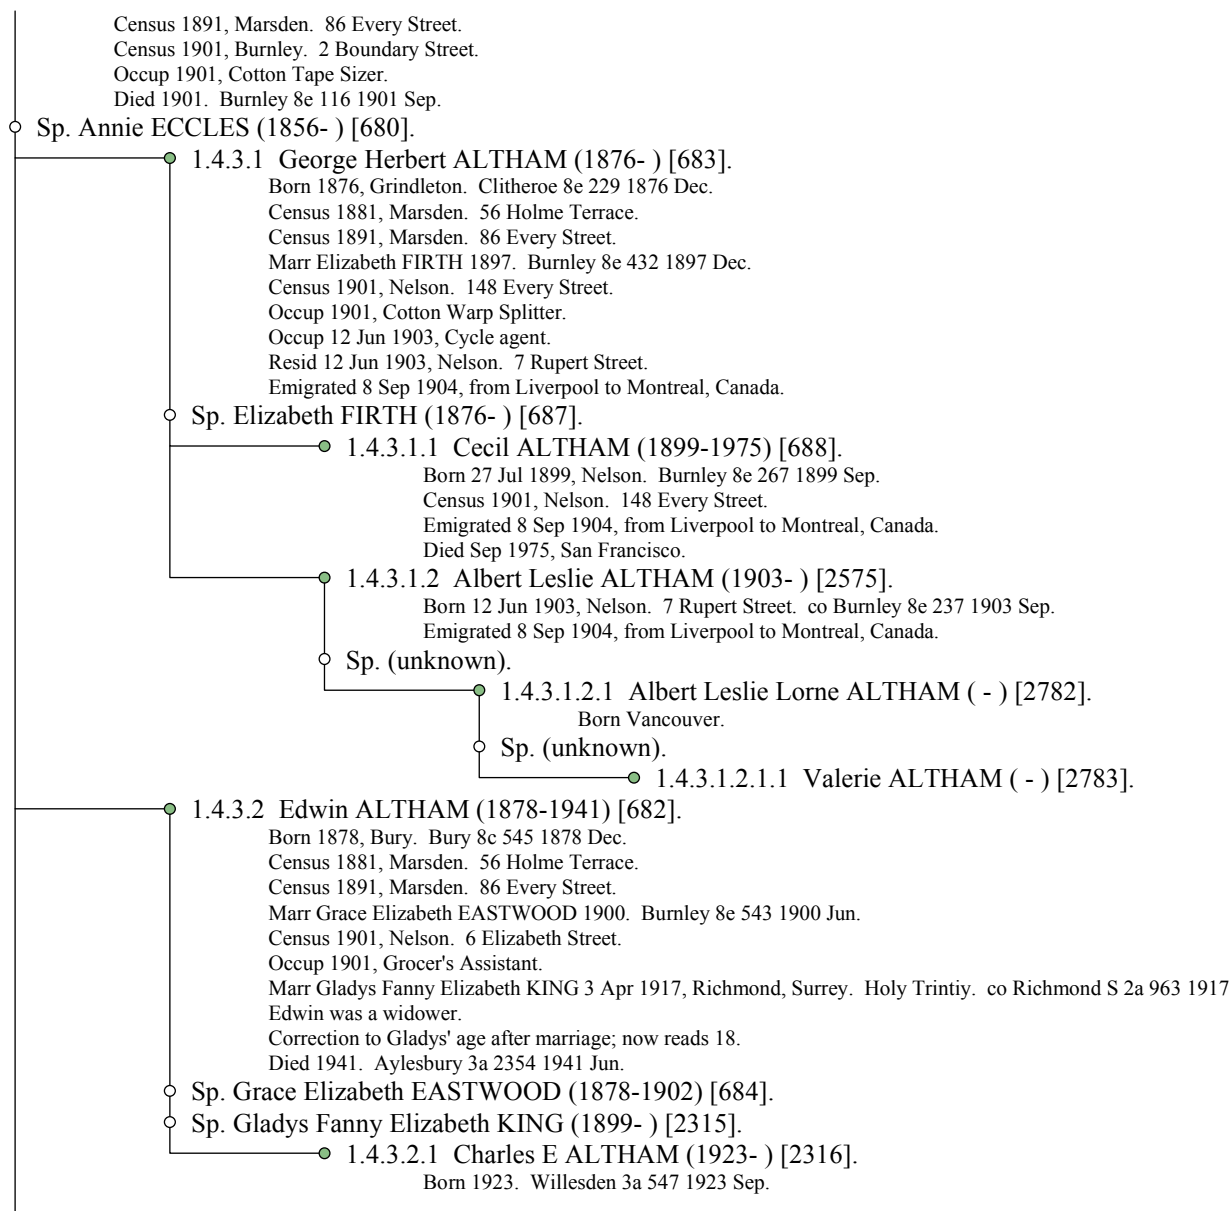 Census 1891, Marsden. 86 Every Street.
Census 1901, Burnley. 2 Boundary Street.
Occup 1901, Cotton Tape Sizer.
Died 1901. Burnley 8e 116 1901 Sep.
Sp. Annie ECCLES (1856- ) [680].
1.4.3.1 George Herbert ALTHAM (1876- ) [683].
Born 1876, Grindleton. Clitheroe 8e 229 1876 Dec.
Census 1881, Marsden. 56 Holme Terrace.
Census 1891, Marsden. 86 Every Street.
Marr Elizabeth FIRTH 1897. Burnley 8e 432 1897 Dec.
Census 1901, Nelson. 148 Every Street.
Occup 1901, Cotton Warp Splitter.
Occup 12 Jun 1903, Cycle agent.
Resid 12 Jun 1903, Nelson. 7 Rupert Street.
Emigrated 8 Sep 1904, from Liverpool to Montreal, Canada.
Sp. Elizabeth FIRTH (1876- ) [687].
1.4.3.1.1 Cecil ALTHAM (1899-1975) [688].
Born 27 Jul 1899, Nelson. Burnley 8e 267 1899 Sep.
Census 1901, Nelson. 148 Every Street.
Emigrated 8 Sep 1904, from Liverpool to Montreal, Canada.
Died Sep 1975, San Francisco.
1.4.3.1.2 Albert Leslie ALTHAM (1903- ) [2575].
Born 12 Jun 1903, Nelson. 7 Rupert Street. co Burnley 8e 237 1903 Sep.
Emigrated 8 Sep 1904, from Liverpool to Montreal, Canada.
Sp. (unknown).
1.4.3.1.2.1 Albert Leslie Lorne ALTHAM ( - ) [2782].
Born Vancouver.
Sp. (unknown).
1.4.3.1.2.1.1 Valerie ALTHAM ( - ) [2783].
1.4.3.2 Edwin ALTHAM (1878-1941) [682].
Born 1878, Bury. Bury 8c 545 1878 Dec.
Census 1881, Marsden. 56 Holme Terrace.
Census 1891, Marsden. 86 Every Street.
Marr Grace Elizabeth EASTWOOD 1900. Burnley 8e 543 1900 Jun.
Census 1901, Nelson. 6 Elizabeth Street.
Occup 1901, Grocer's Assistant.
Marr Gladys Fanny Elizabeth KING 3 Apr 1917, Richmond, Surrey. Holy Trintiy. co Richmond S 2a 963 1917
Edwin was a widower.
Correction to Gladys' age after marriage; now reads 18.
Died 1941. Aylesbury 3a 2354 1941 Jun.
Sp. Grace Elizabeth EASTWOOD (1878-1902) [684].
Sp. Gladys Fanny Elizabeth KING (1899- ) [2315].
1.4.3.2.1 Charles E ALTHAM (1923- ) [2316].
Born 1923. Willesden 3a 547 1923 Sep.